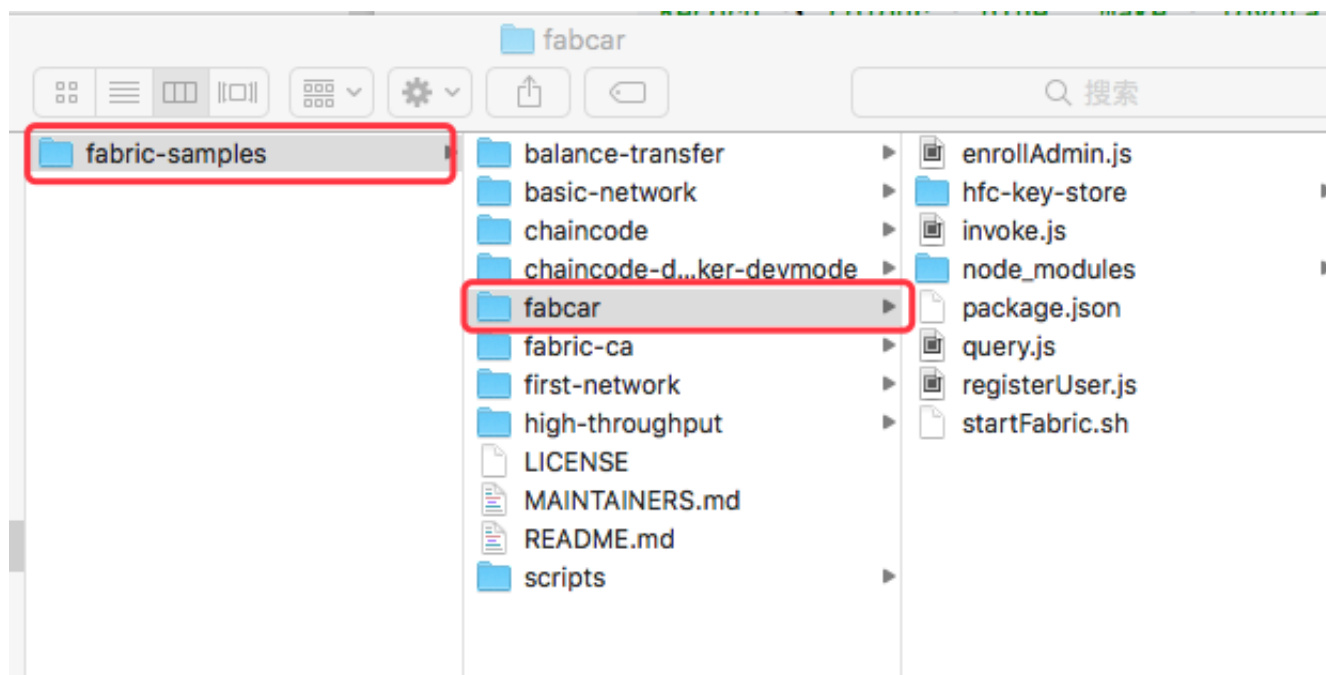 fabcar
搜索
fabric-samples
balance-transfer
basic-network
chaincode
chaincode-d...ker-devmode
fabcar
fabric-ca
first-network
high-throughput
LICENSE
MAINTAINERS.md
README.md
scripts
enrollAdmin.js
hfc-key-store
invoke.js
node_modules
package.json
query.js
registerUser.js
startFabric.sh